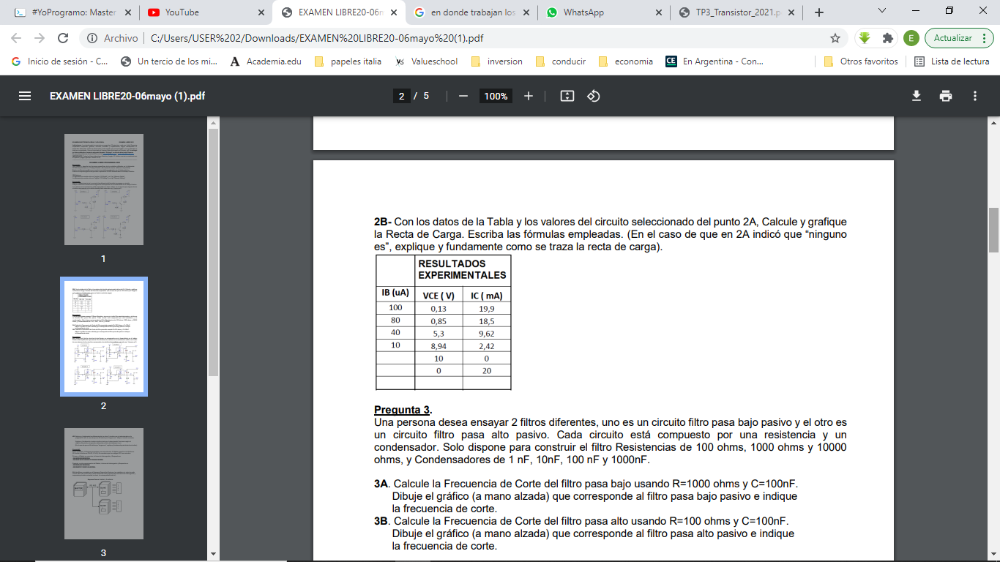 #YoProgramo: Master
YouTube
EXAMEN LIBRE20-06m
en donde trabajan los
WhatsApp
TP3_Transistor_2021.p
Archivo
C:/Users/USER%202/Downloads/EXAMEN%20LIBRE20-06mayo%20(1).pdf
E
Actualizar
Inicio de sesión - C...
Un tercio de los mi...
Academia.edu
papeles italia
Valueschool
inversion
conducir
economia
En Argentina - Con...
Otros favoritos
Lista de lectura
EXAMEN LIBRE20-06mayo (1).pdf
2 / 5
100%
1
2
3
2B- Con los datos de la Tabla y los valores del circuito seleccionado del punto 2A, Calcule y grafique
la Recta de Carga. Escriba las fórmulas empleadas. (En el caso de que en 2A indicó que “ninguno
es”, explique y fundamente como se traza la recta de carga).
RESULTADOS
EXPERIMENTALES
IB (uA) VCE ( V) IC ( mA)
100 0,13 19,9
80 0,85 18,5
40 5,3 9,62
10 8,94 2,42
10 0
0 20
Pregunta 3.
Una persona desea ensayar 2 filtros diferentes, uno es un circuito filtro pasa bajo pasivo y el otro es
un circuito filtro pasa alto pasivo. Cada circuito está compuesto por una resistencia y un
condensador. Solo dispone para construir el filtro Resistencias de 100 ohms, 1000 ohms y 10000
ohms, y Condensadores de 1 nF, 10nF, 100 nF y 1000nF.
3A. Calcule la Frecuencia de Corte del filtro pasa bajo usando R=1000 ohms y C=100nF.
Dibuje el gráfico (a mano alzada) que corresponde al filtro pasa bajo pasivo e indique
la frecuencia de corte.
3B. Calcule la Frecuencia de Corte del filtro pasa alto usando R=100 ohms y C=100nF.
Dibuje el gráfico (a mano alzada) que corresponde al filtro pasa alto pasivo e indique
la frecuencia de corte.